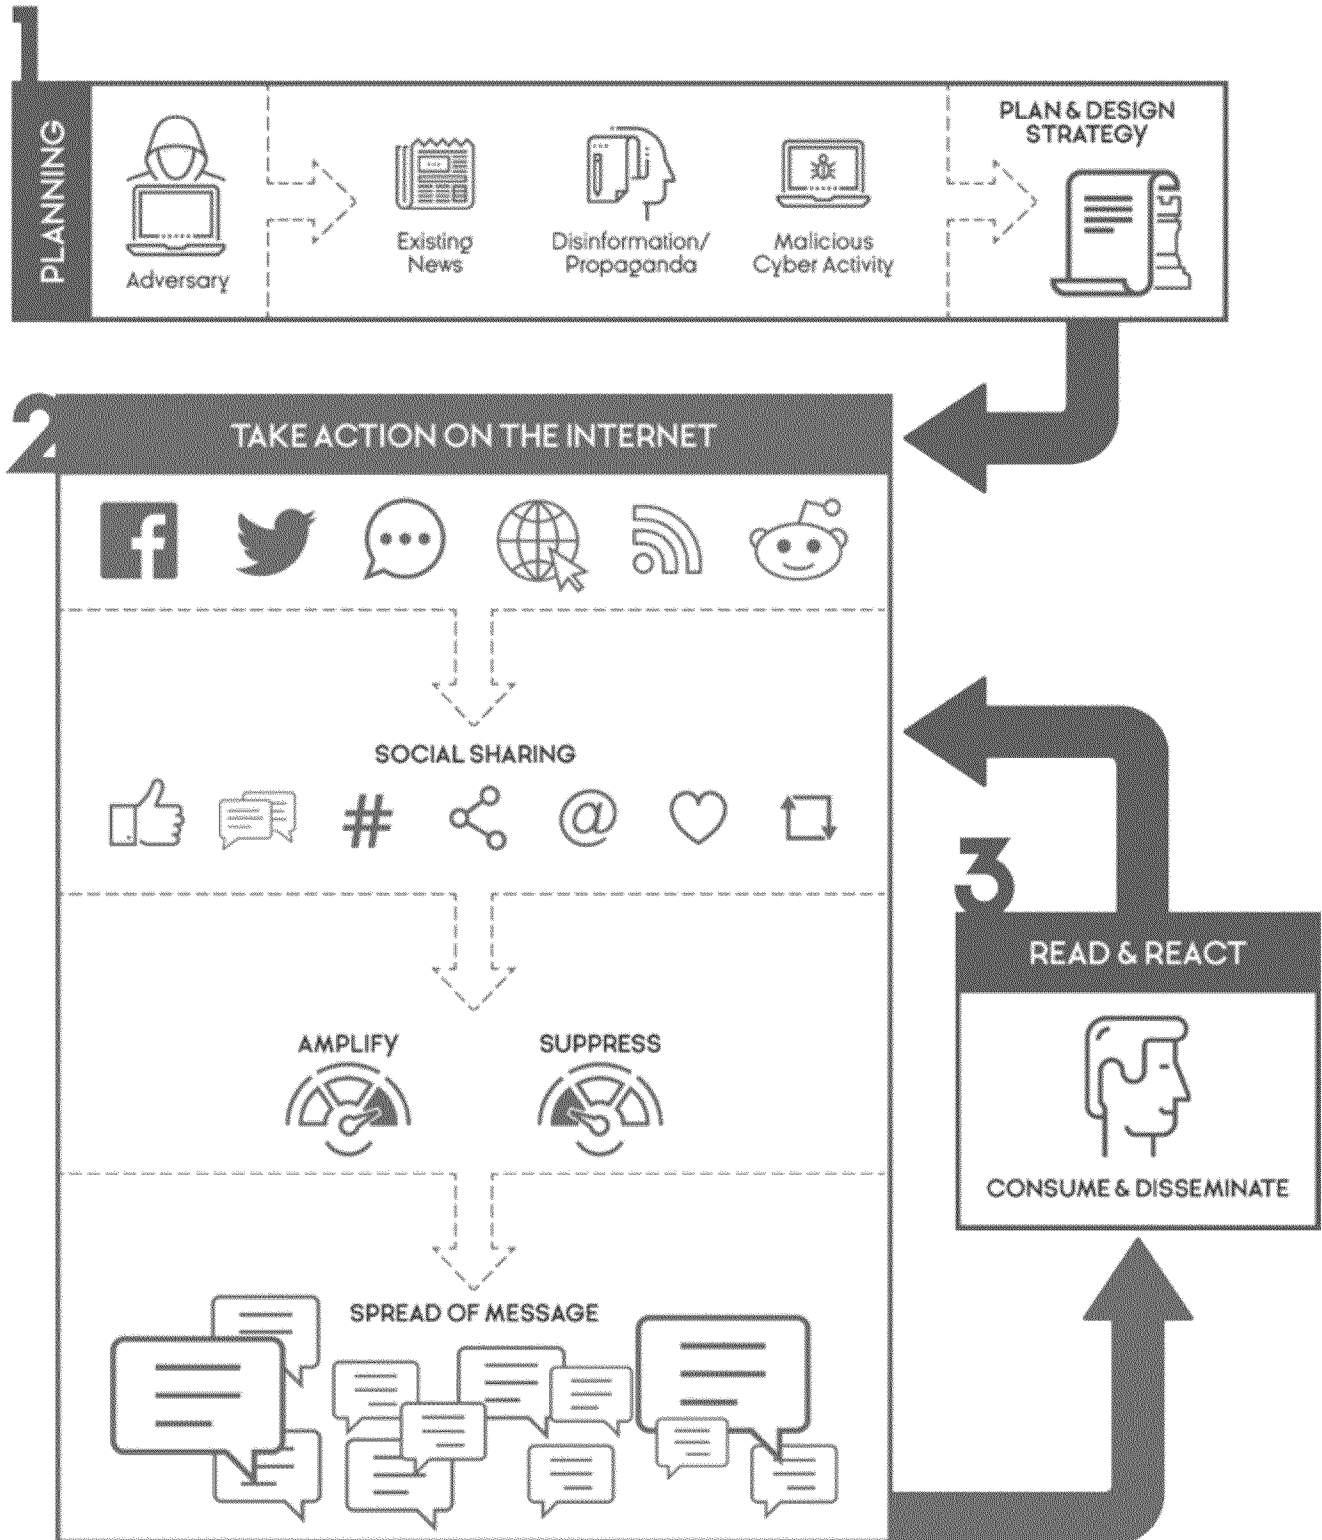 1
PLANNING
Adversary
Existing
News
Disinformation/
Propaganda
Malicious
Cyber Activity
PLAN & DESIGN
STRATEGY
2
TAKE ACTION ON THE INTERNET
SOCIAL SHARING
#
@
AMPLIFY
SUPPRESS
SPREAD OF MESSAGE
3
READ & REACT
CONSUME & DISSEMINATE